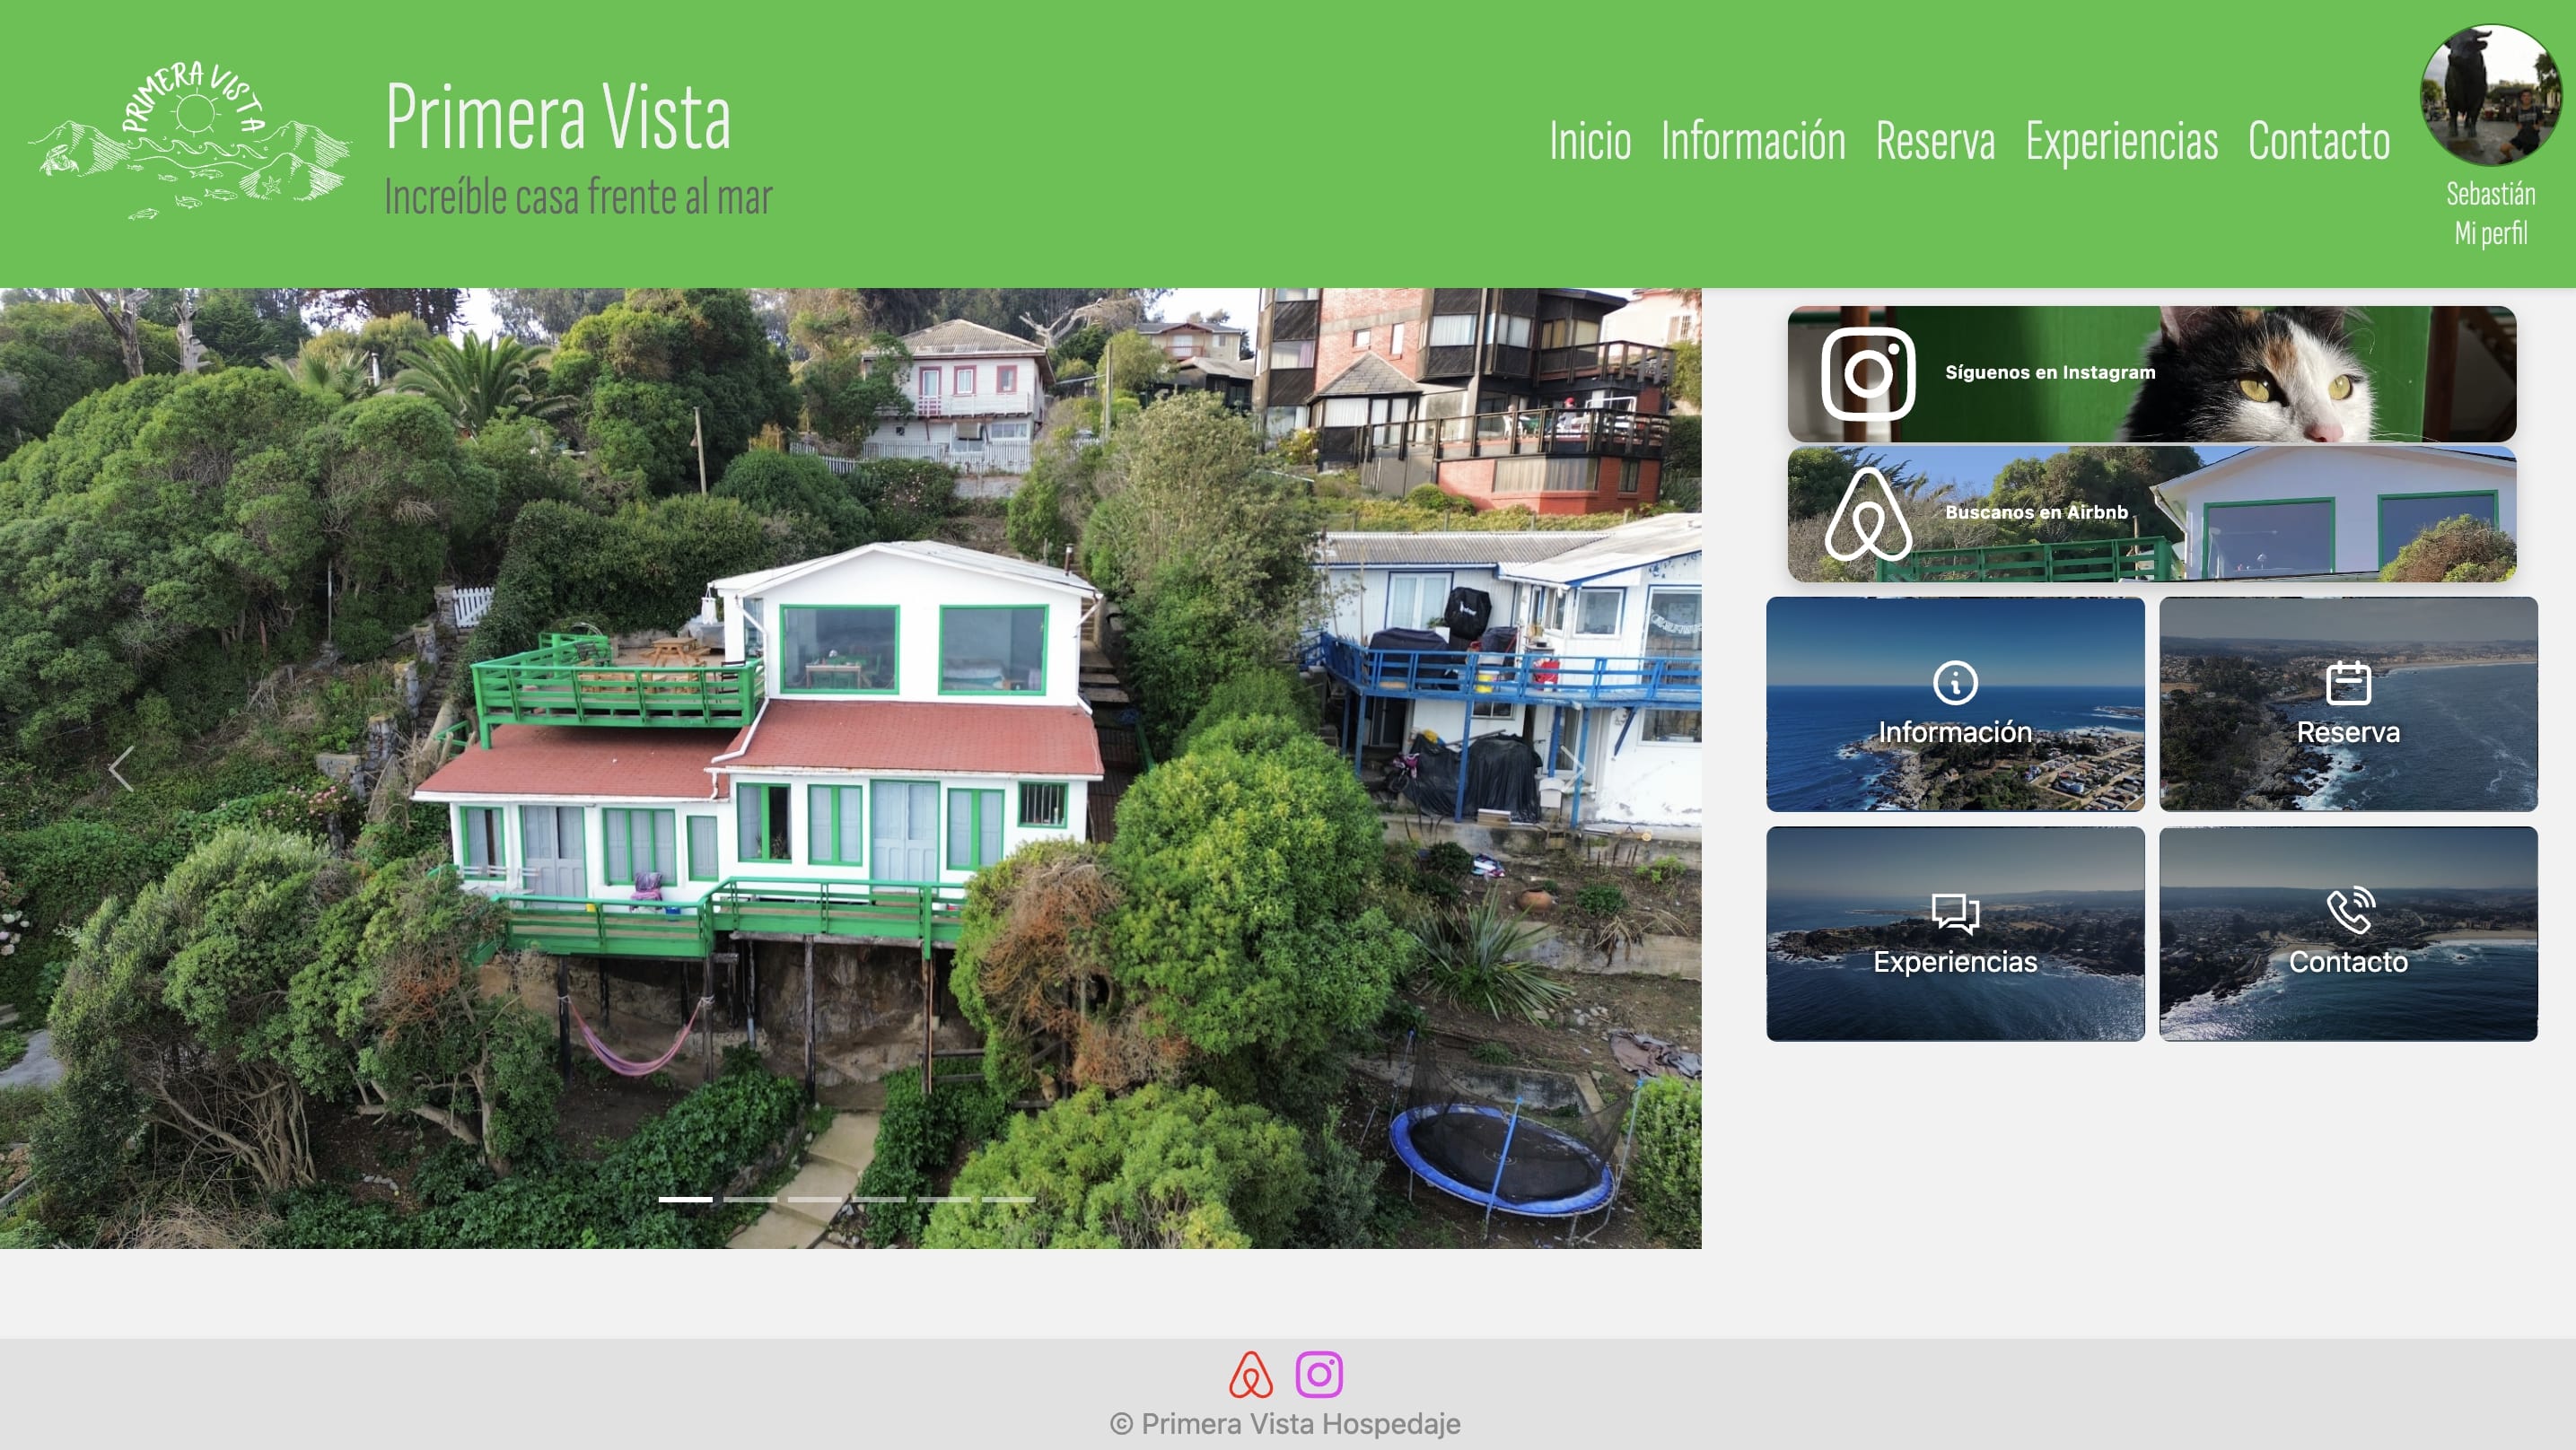 PRIMERA VISTA
Primera Vista
Increíble casa frente al mar
Inicio Información Reserva Experiencias Contacto
Sebastián
Mi perfil
Síguenos en Instagram
Buscanos en Airbnb
Información
Reserva
Experiencias
Contacto
© Primera Vista Hospedaje